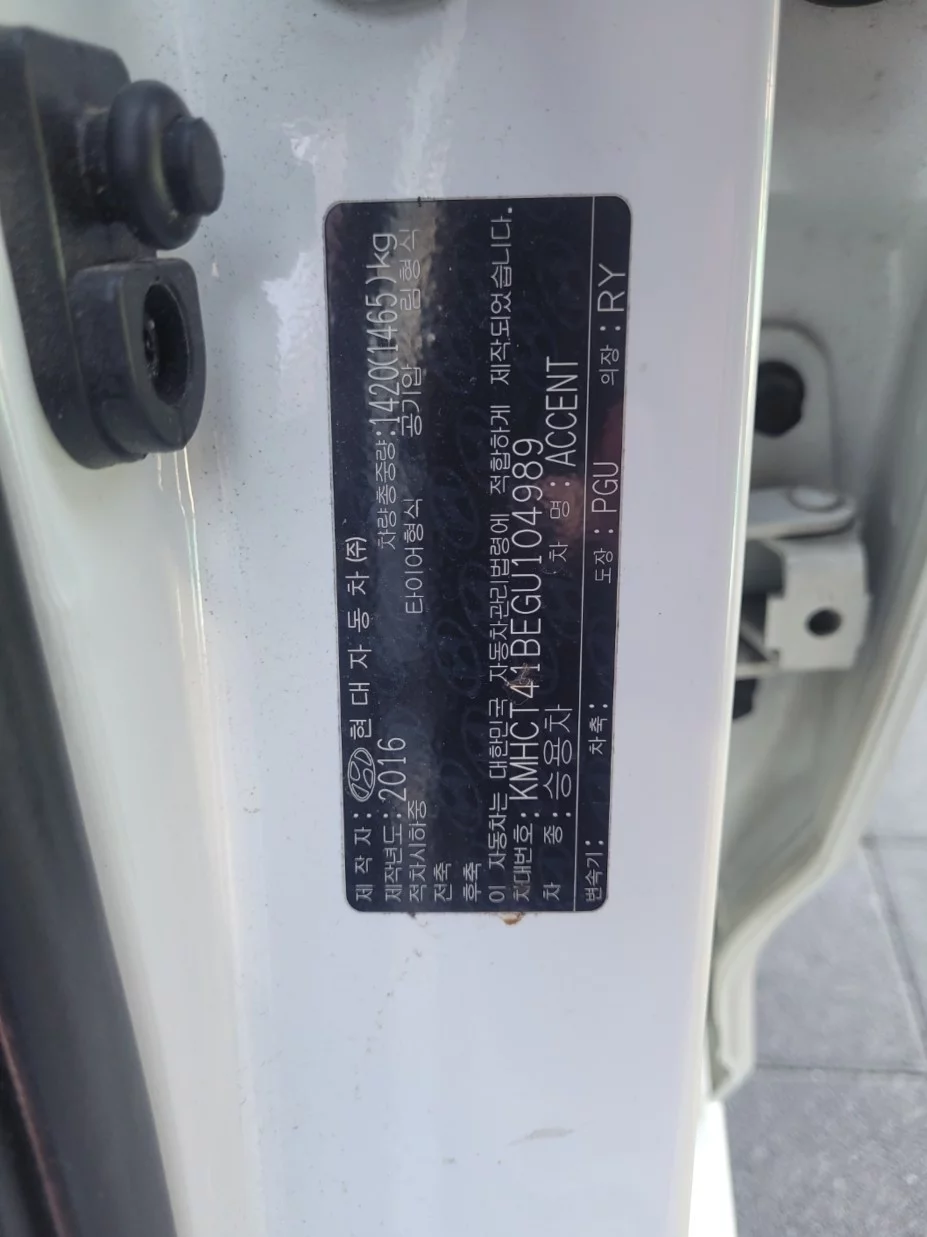 제 작 자: 현 대 자 동 차 (주)
제작년도: 2016 차량총중량: 1420(1465)kg
적차시하중 타이어형식 공기압 림형식
전축
후축
이 자동차는 대한민국 자동차관리법령에 적합하게 제작되었습니다.
차대번호: KMHCT41BEGU104989
차 종: 승용차 차 명: ACCENT
변속기: 차축: 도장: PGU 의장: RY